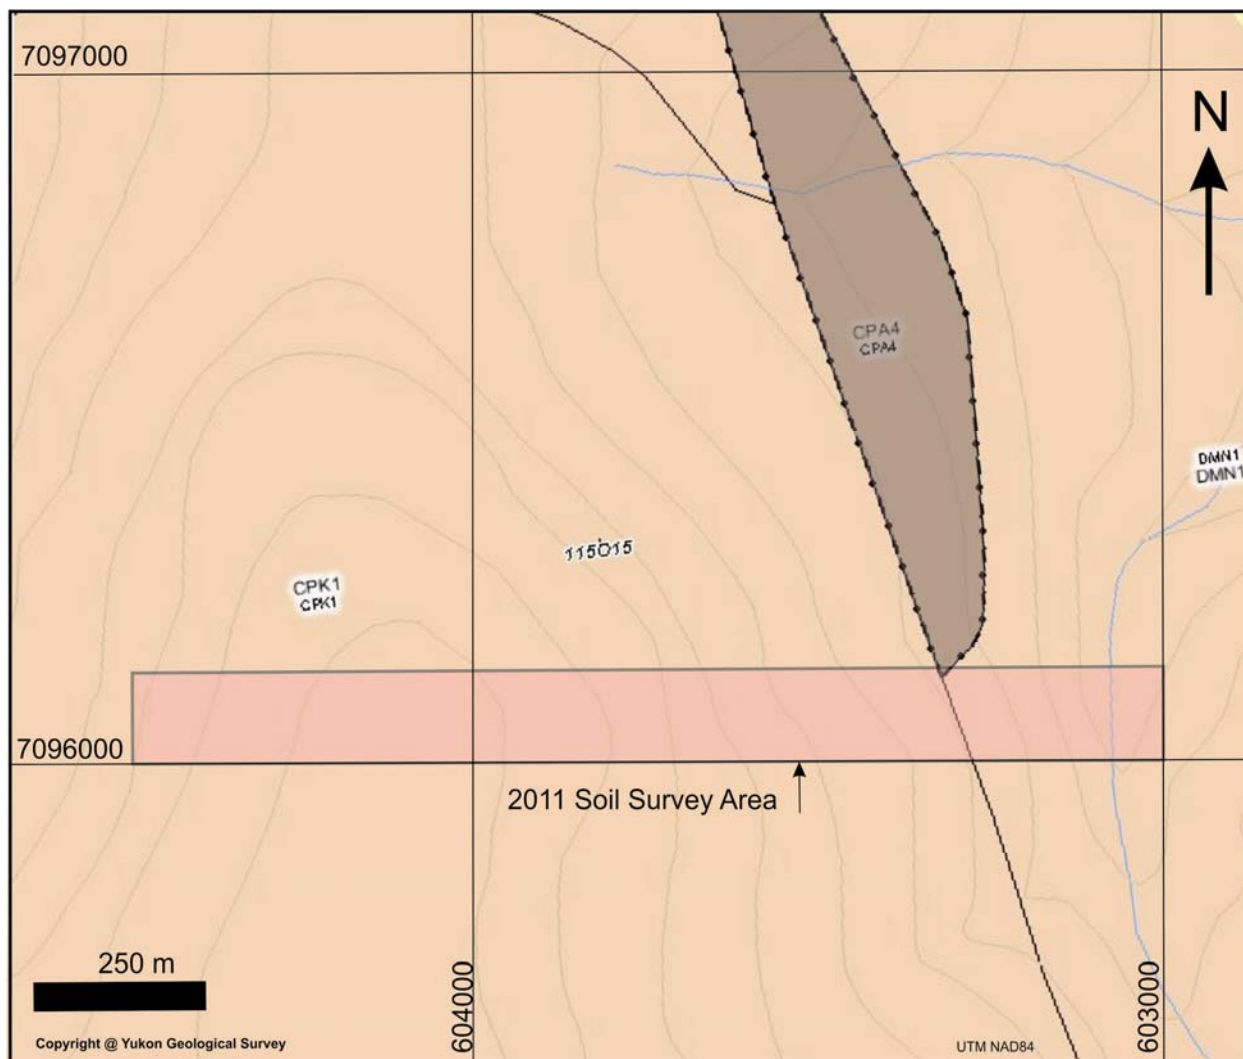 7097000
N
CPA4
CPA4
DMN1
DMN1
115O15
CPK1
CPK1
7096000
2011 Soil Survey Area
250 m
604000
603000
Copyright @ Yukon Geological Survey
UTM NAD84